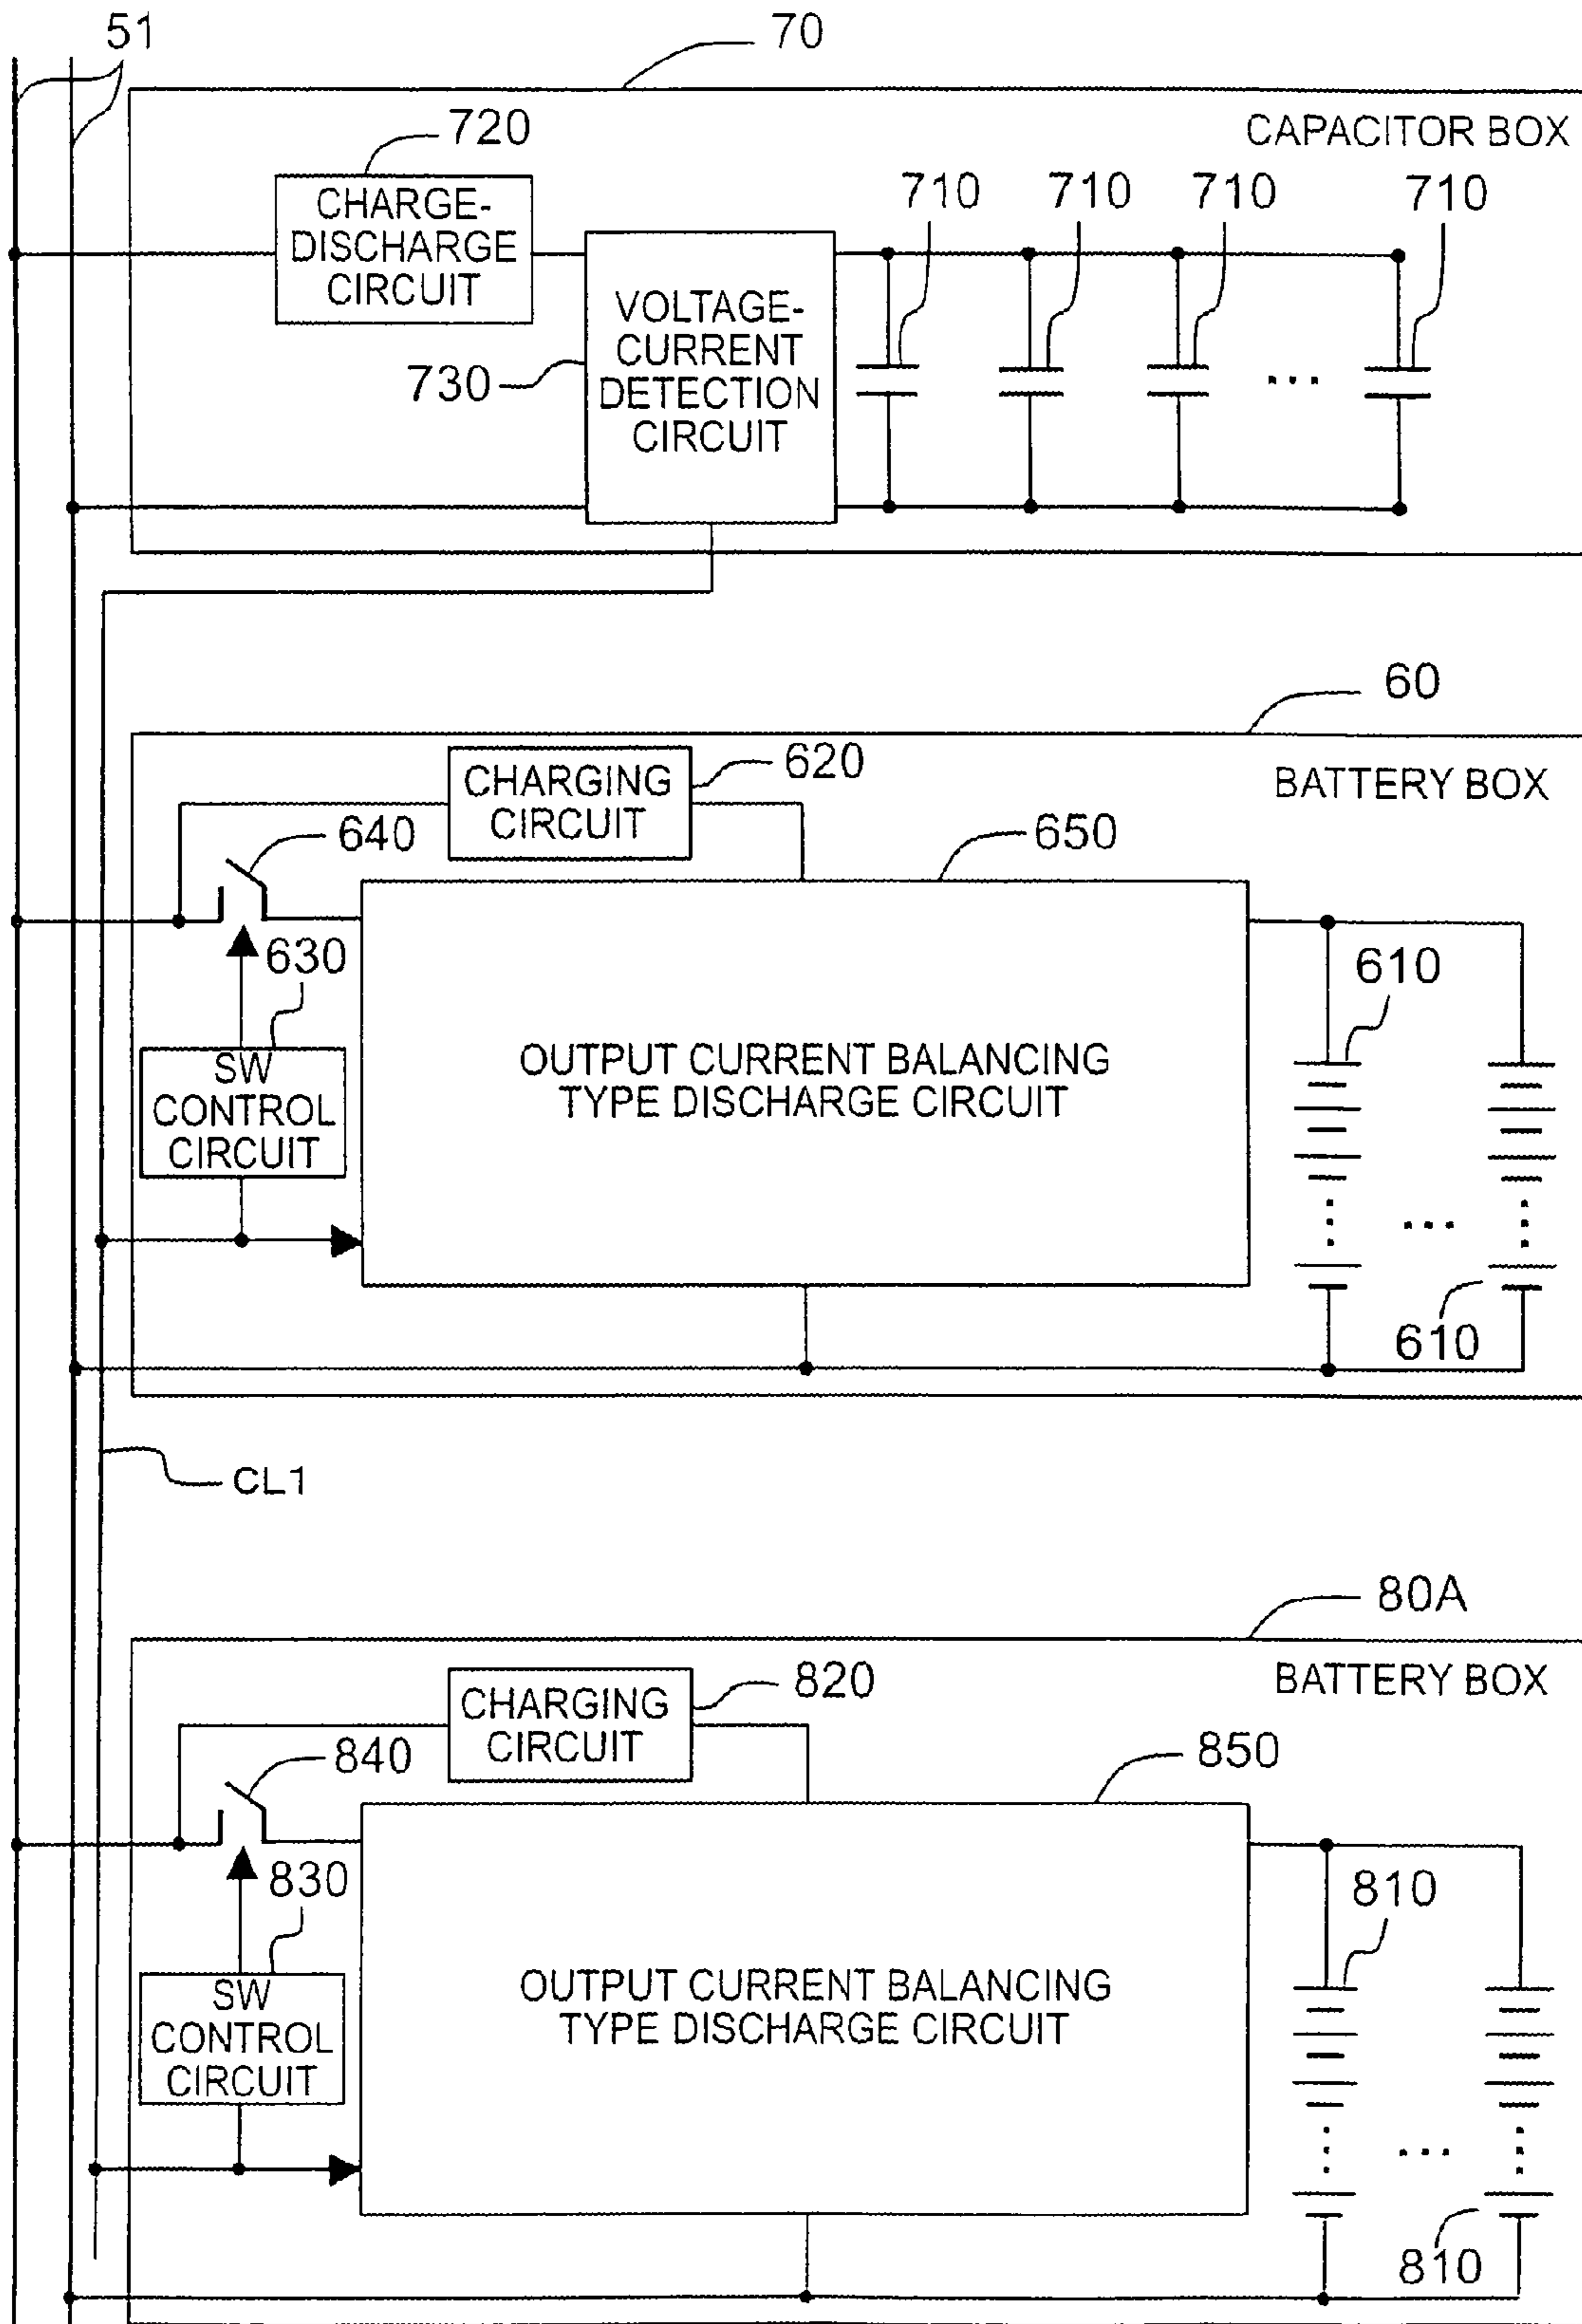 51
70
CAPACITOR BOX
720
CHARGE-
DISCHARGE
CIRCUIT
710
710
710
710
VOLTAGE-
CURRENT
DETECTION
CIRCUIT
730
...
60
BATTERY BOX
CHARGING
CIRCUIT
620
640
650
630
SW
CONTROL
CIRCUIT
OUTPUT CURRENT BALANCING
TYPE DISCHARGE CIRCUIT
610
...
610
CL1
80A
BATTERY BOX
CHARGING
CIRCUIT
820
840
850
830
SW
CONTROL
CIRCUIT
OUTPUT CURRENT BALANCING
TYPE DISCHARGE CIRCUIT
810
...
810